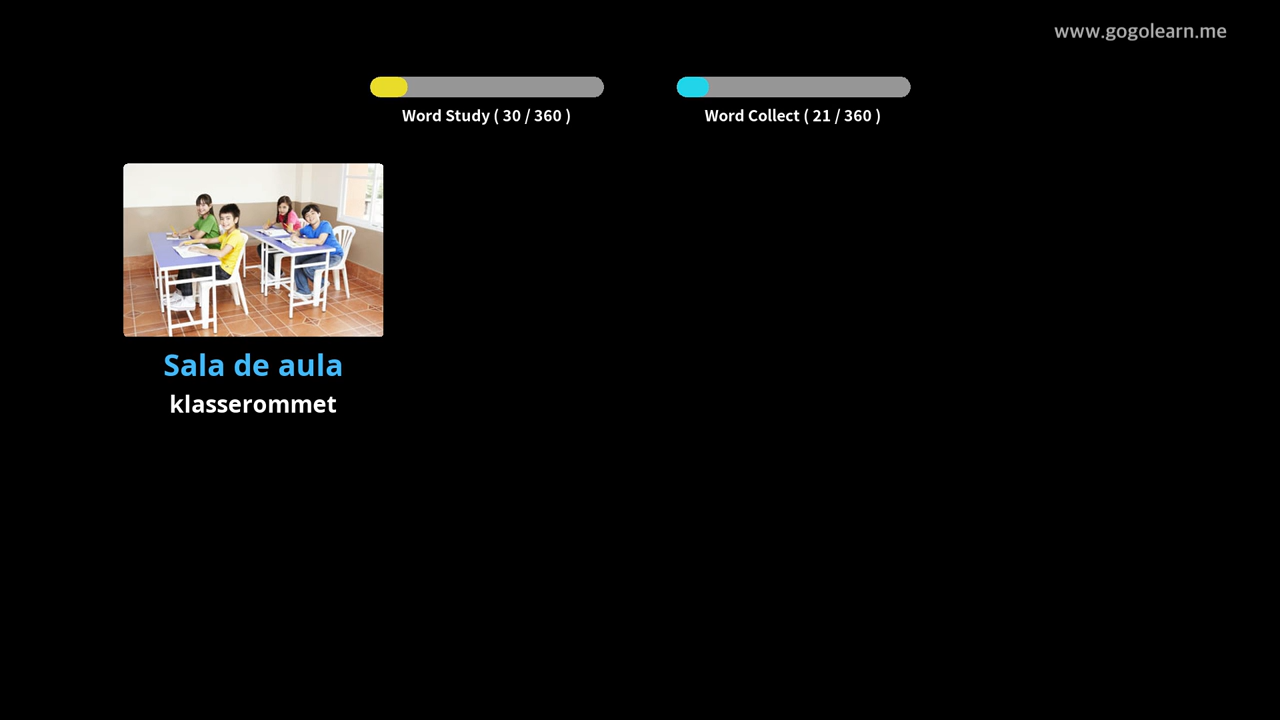 www.gogolearn.me
Word Study ( 30 / 360 )
Word Collect ( 21 / 360 )
Sala de aula
klasserommet